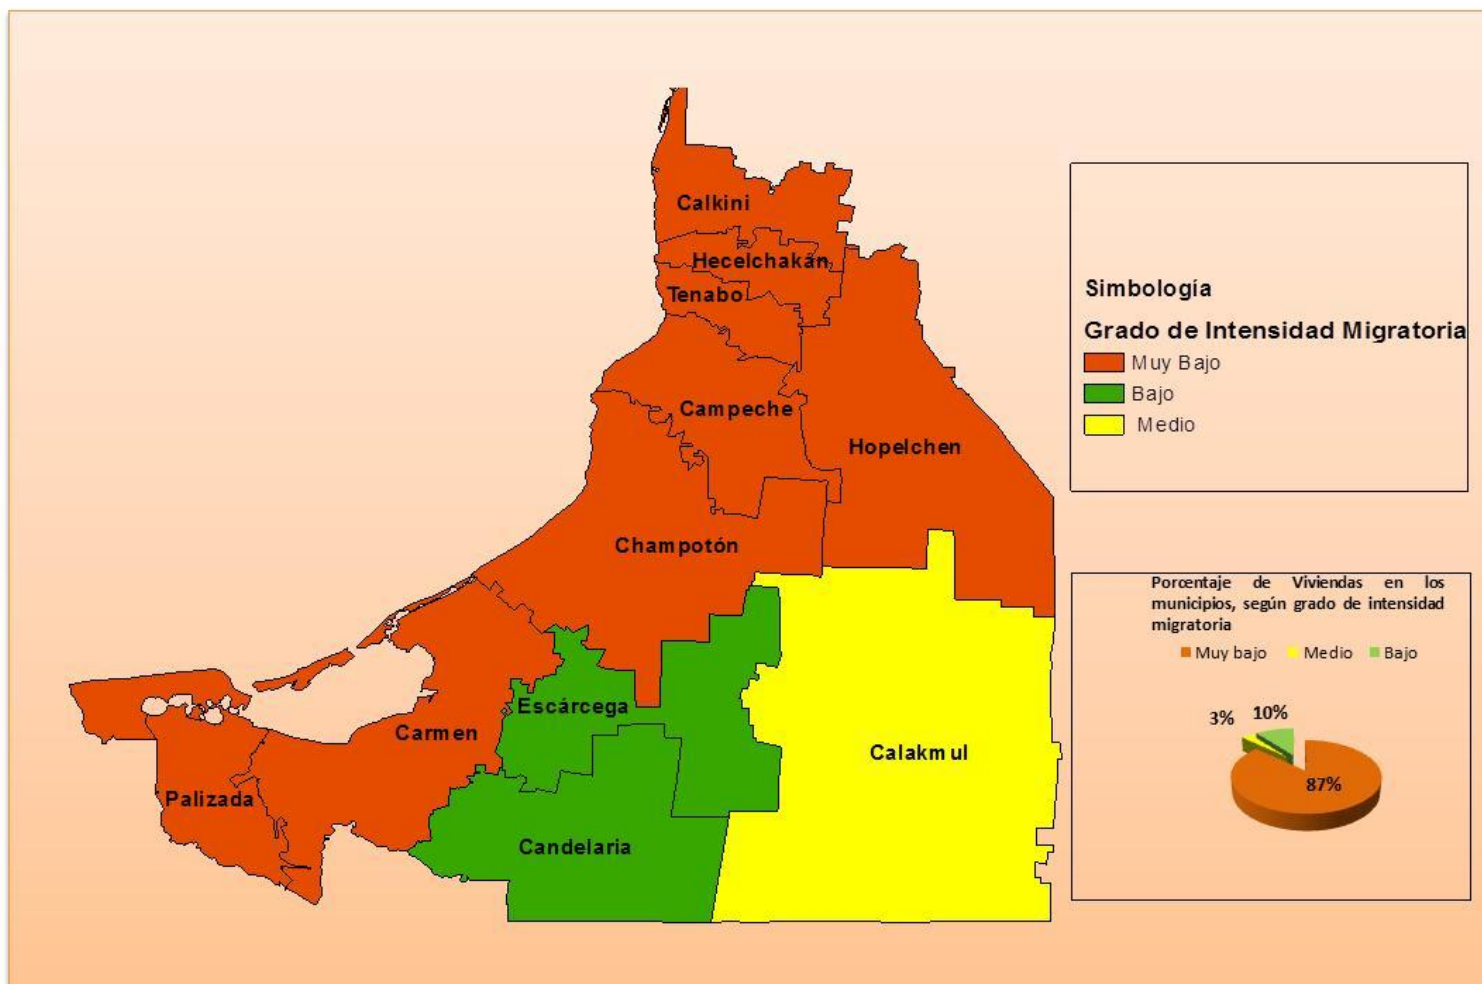 Calkini
Hecelchakán
Tenabo
Campeche
Hopelchen
Champotón
Escárcega
Carmen
Calakmul
Palizada
Candelaria
Simbología
Grado de Intensidad Migratoria
Muy Bajo
Bajo
Medio
Porcentaje de Viviendas en los
municipios, según grado de intensidad
migratoria
Muy bajo Medio Bajo
3% 10%
87%